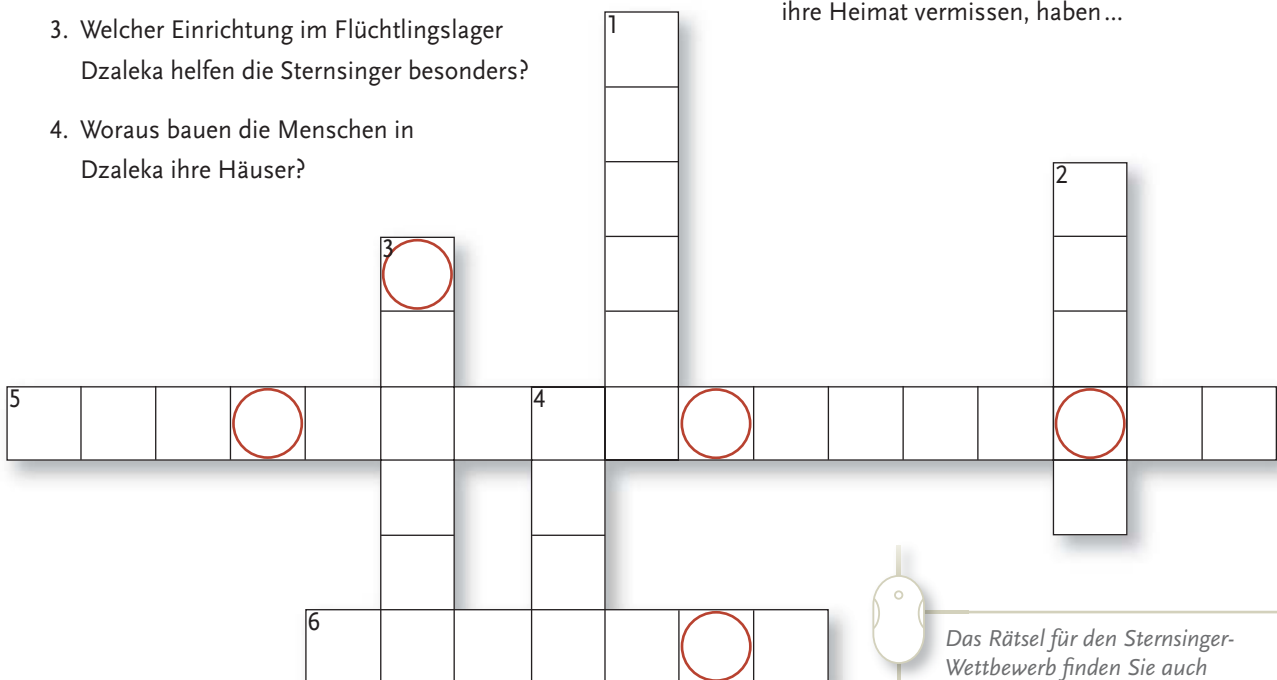 3. Welcher Einrichtung im Flüchtlingslager
Dzaleka helfen die Sternsinger besonders?
4. Woraus bauen die Menschen in
Dzaleka ihre Häuser?
ihre Heimat vermissen, haben …
1
2
3
5
4
6
Das Rätsel für den Sternsinger-
Wettbewerb finden Sie auch